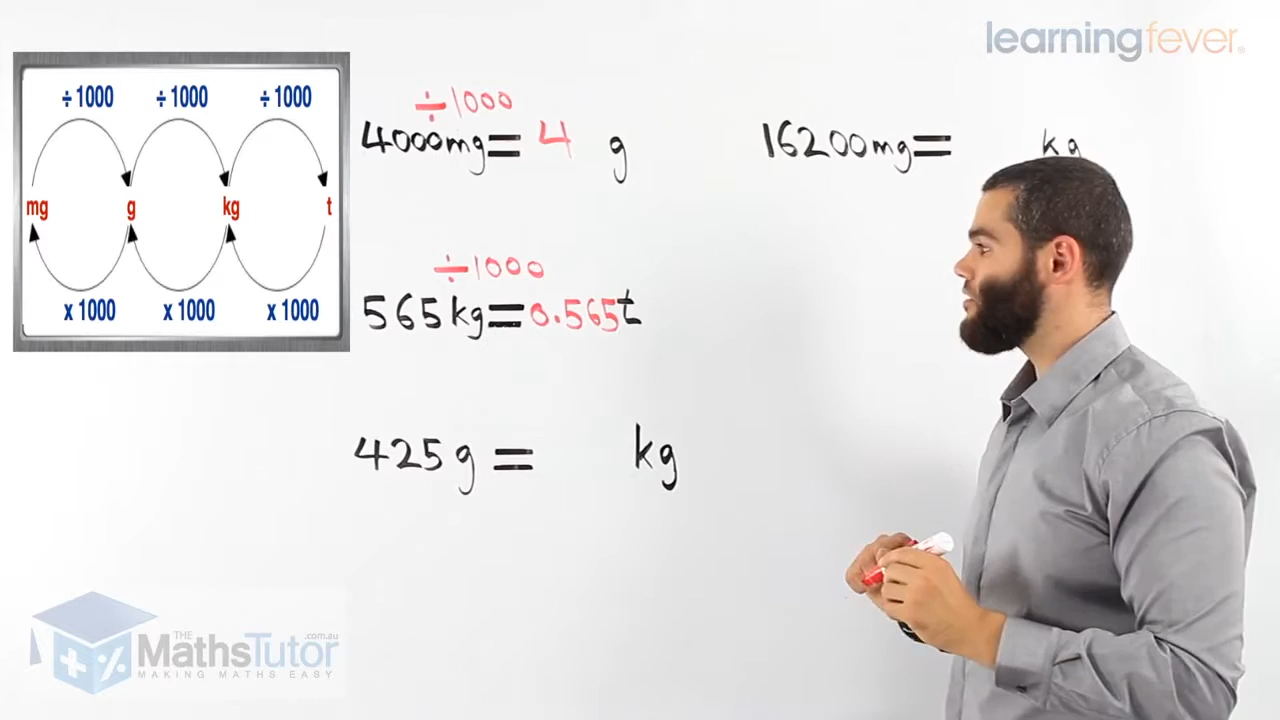 learningfever
÷1000 ÷1000 ÷1000
mg g kg t
x 1000 x 1000 x 1000
÷1000
4000mg = 4 g
÷1000
565kg = 0.565t
425g = kg
16200mg = kg
THE
MathsTutor.com.au
MAKING MATHS EASY